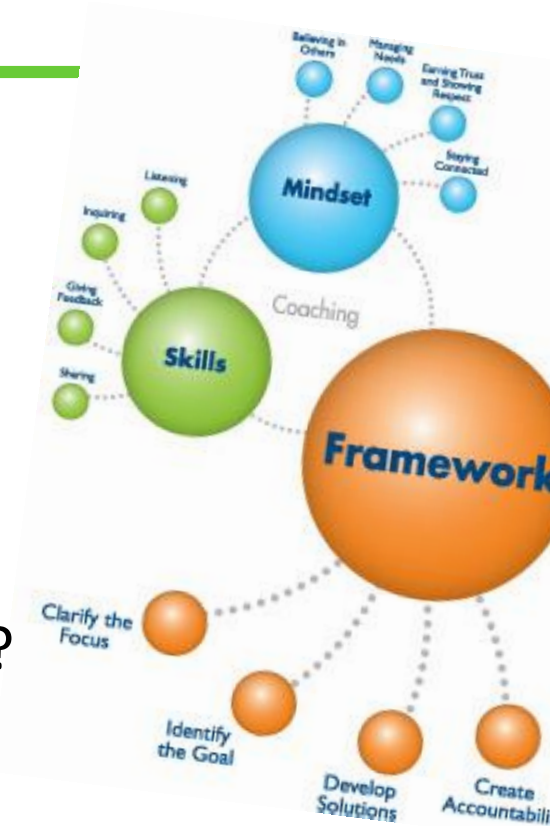 Believing in
Others
Managing
Needs
Earning Trust
and Showing
Respect
Staying
Connected
Mindset
Listening
Inquiring
Giving
Feedback
Sharing
Coaching
Skills
Framework
?
Clarify the
Focus
Identify
the Goal
Develop
Solutions
Create
Accountabili